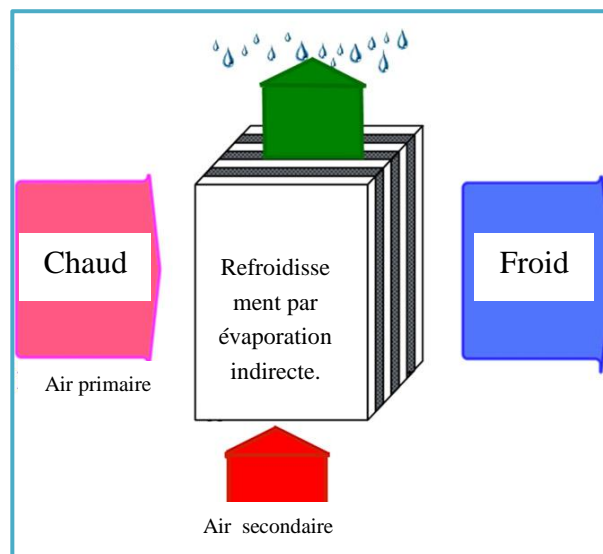 Chaud
Refroidisse
ment par
évaporation
indirecte.
Froid
Air primaire
Air secondaire